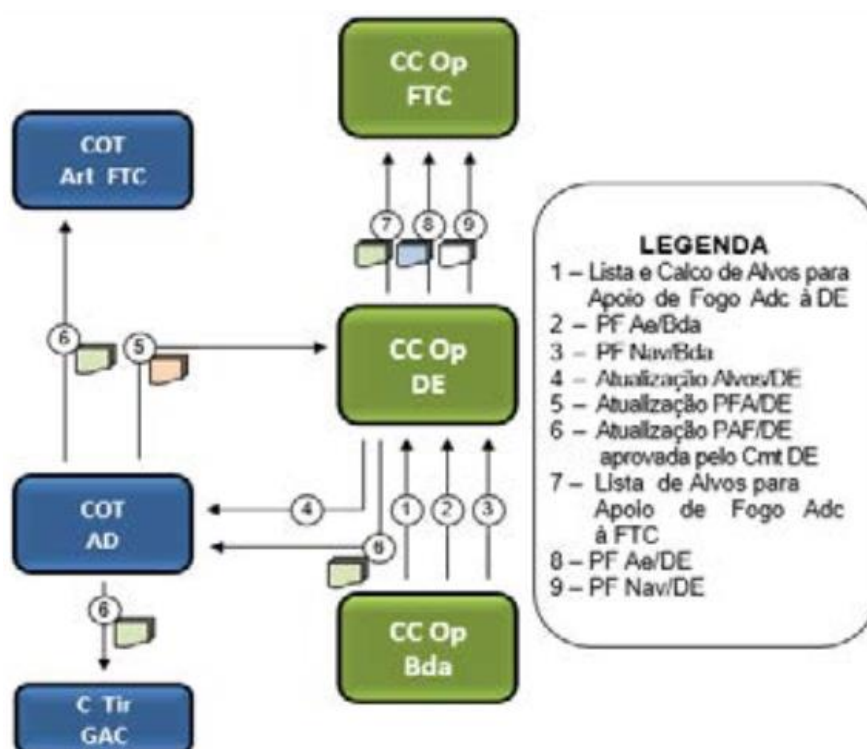 CC Op
FTC
COT
Art FTC
7
8
9
6
5
CC Op
DE
COT
AD
4
6
1
2
3
6
CC Op
Bda
C Tir
GAC
LEGENDA
1 – Lista e Calco de Alvos para
Apoio de Fogo Adc à DE
2 – PF Ae/Bda
3 – PF Nav/Bda
4 – Atualização Alvos/DE
5 – Atualização PFA/DE
6 – Atualização PAF/DE
aprovada pelo Cmt DE
7 – Lista de Alvos para
Apoio de Fogo Adc
à FTC
8 – PF Ae/DE
9 – PF Nav/DE